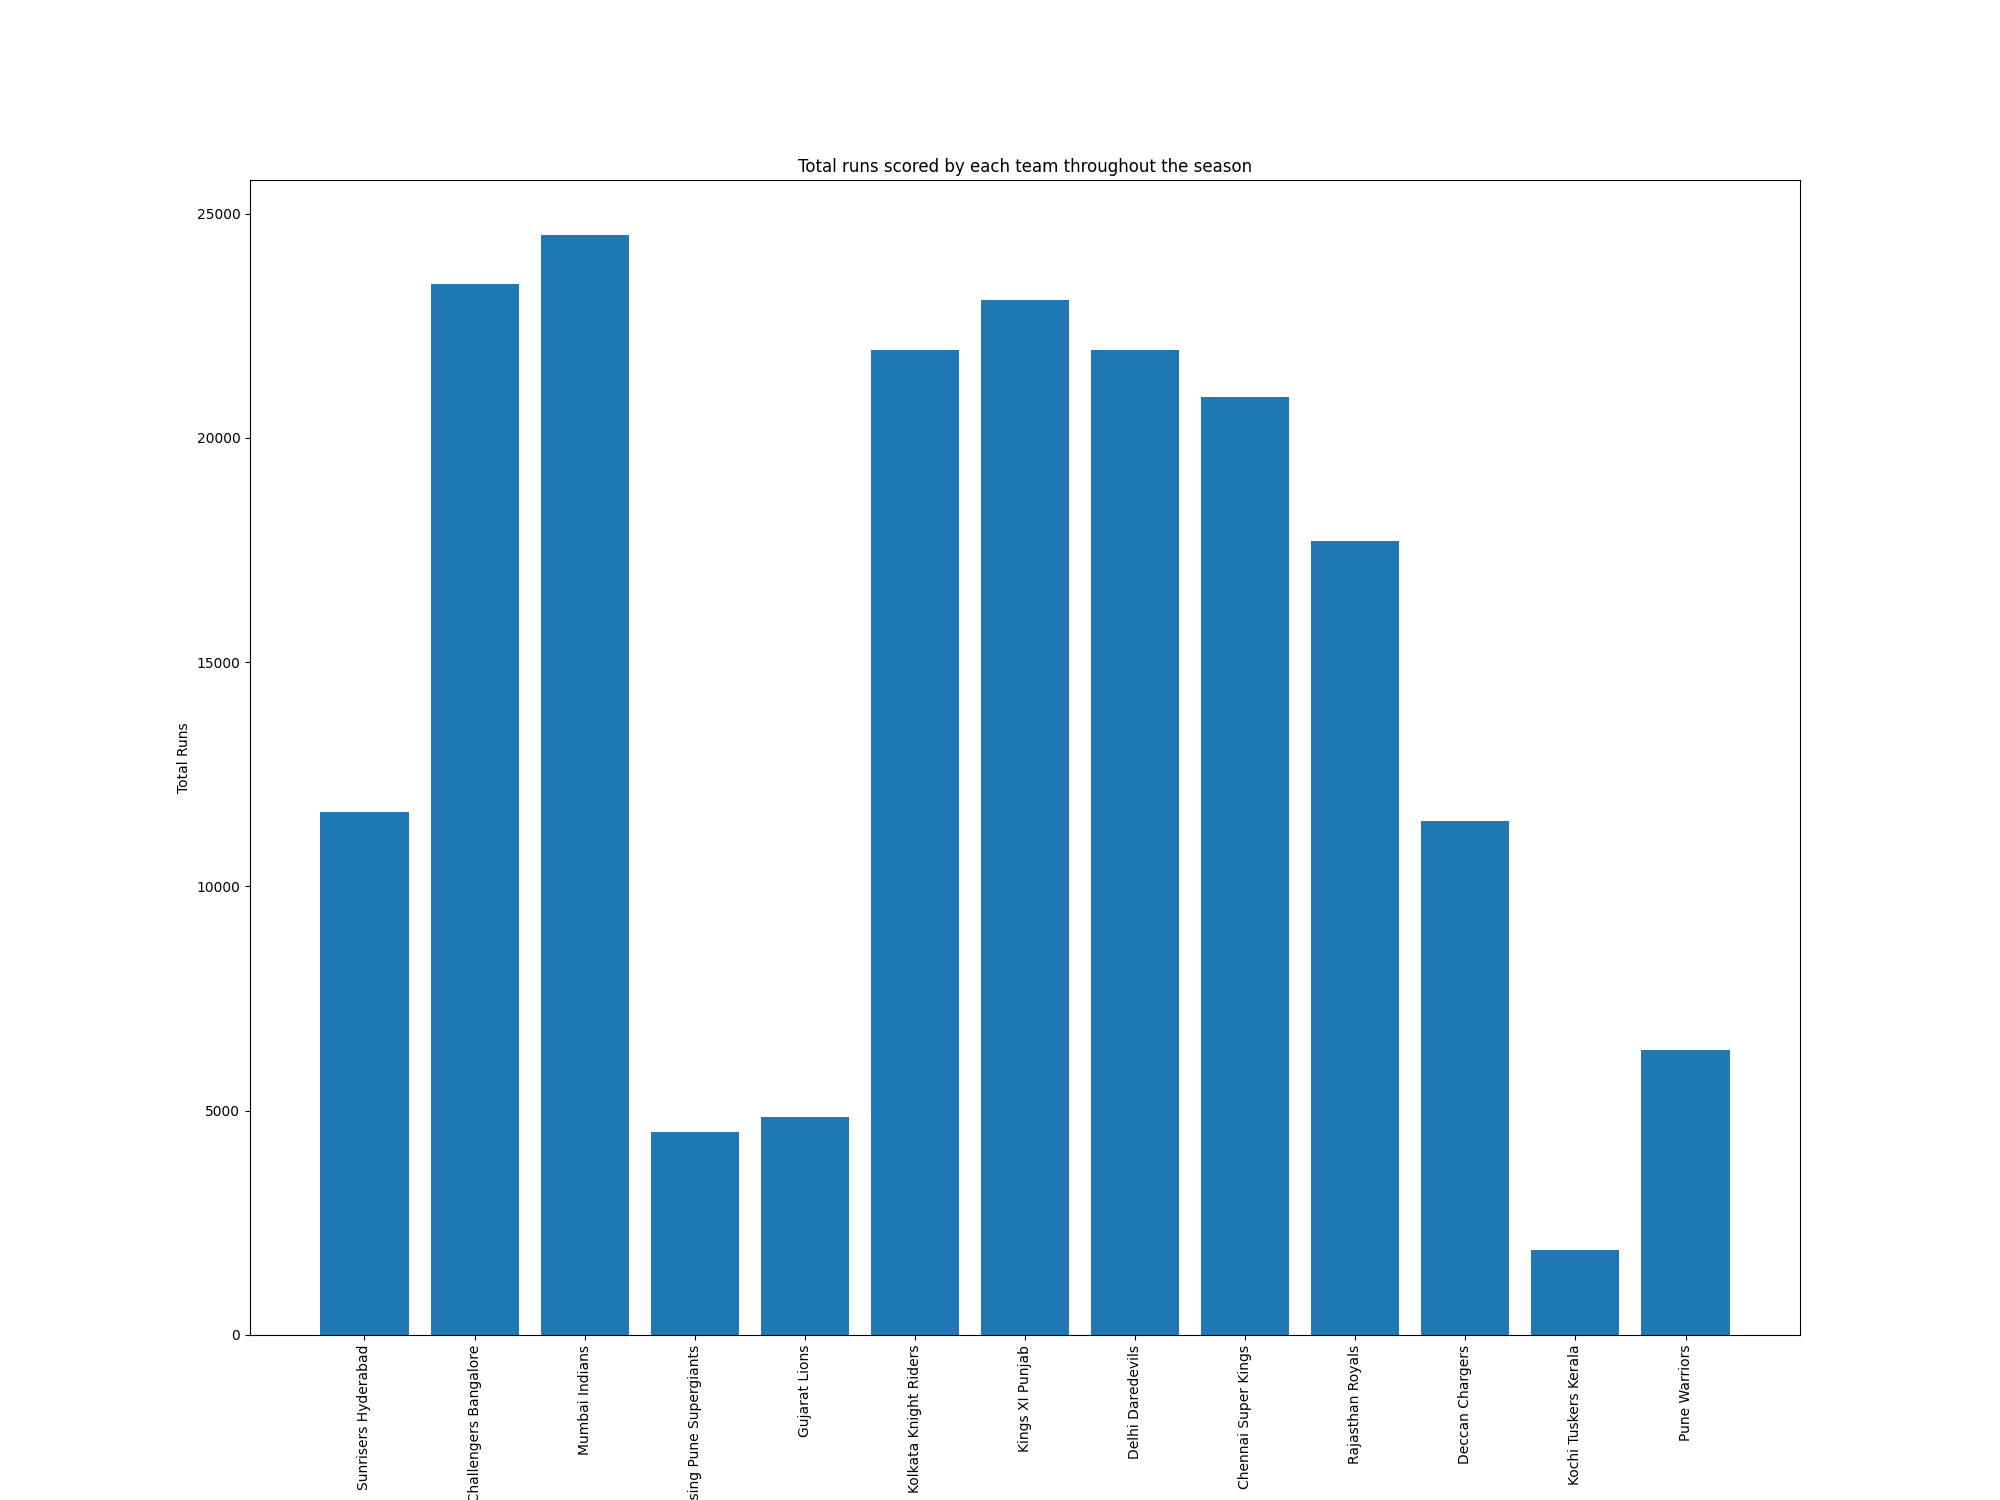 Total runs scored by each team throughout the season
25000
20000
15000
10000
5000
0
Total Runs
Sunrisers Hyderabad
Challengers Bangalore
Mumbai Indians
sing Pune Supergiants
Gujarat Lions
Kolkata Knight Riders
Kings XI Punjab
Delhi Daredevils
Chennai Super Kings
Rajasthan Royals
Deccan Chargers
Kochi Tuskers Kerala
Pune Warriors